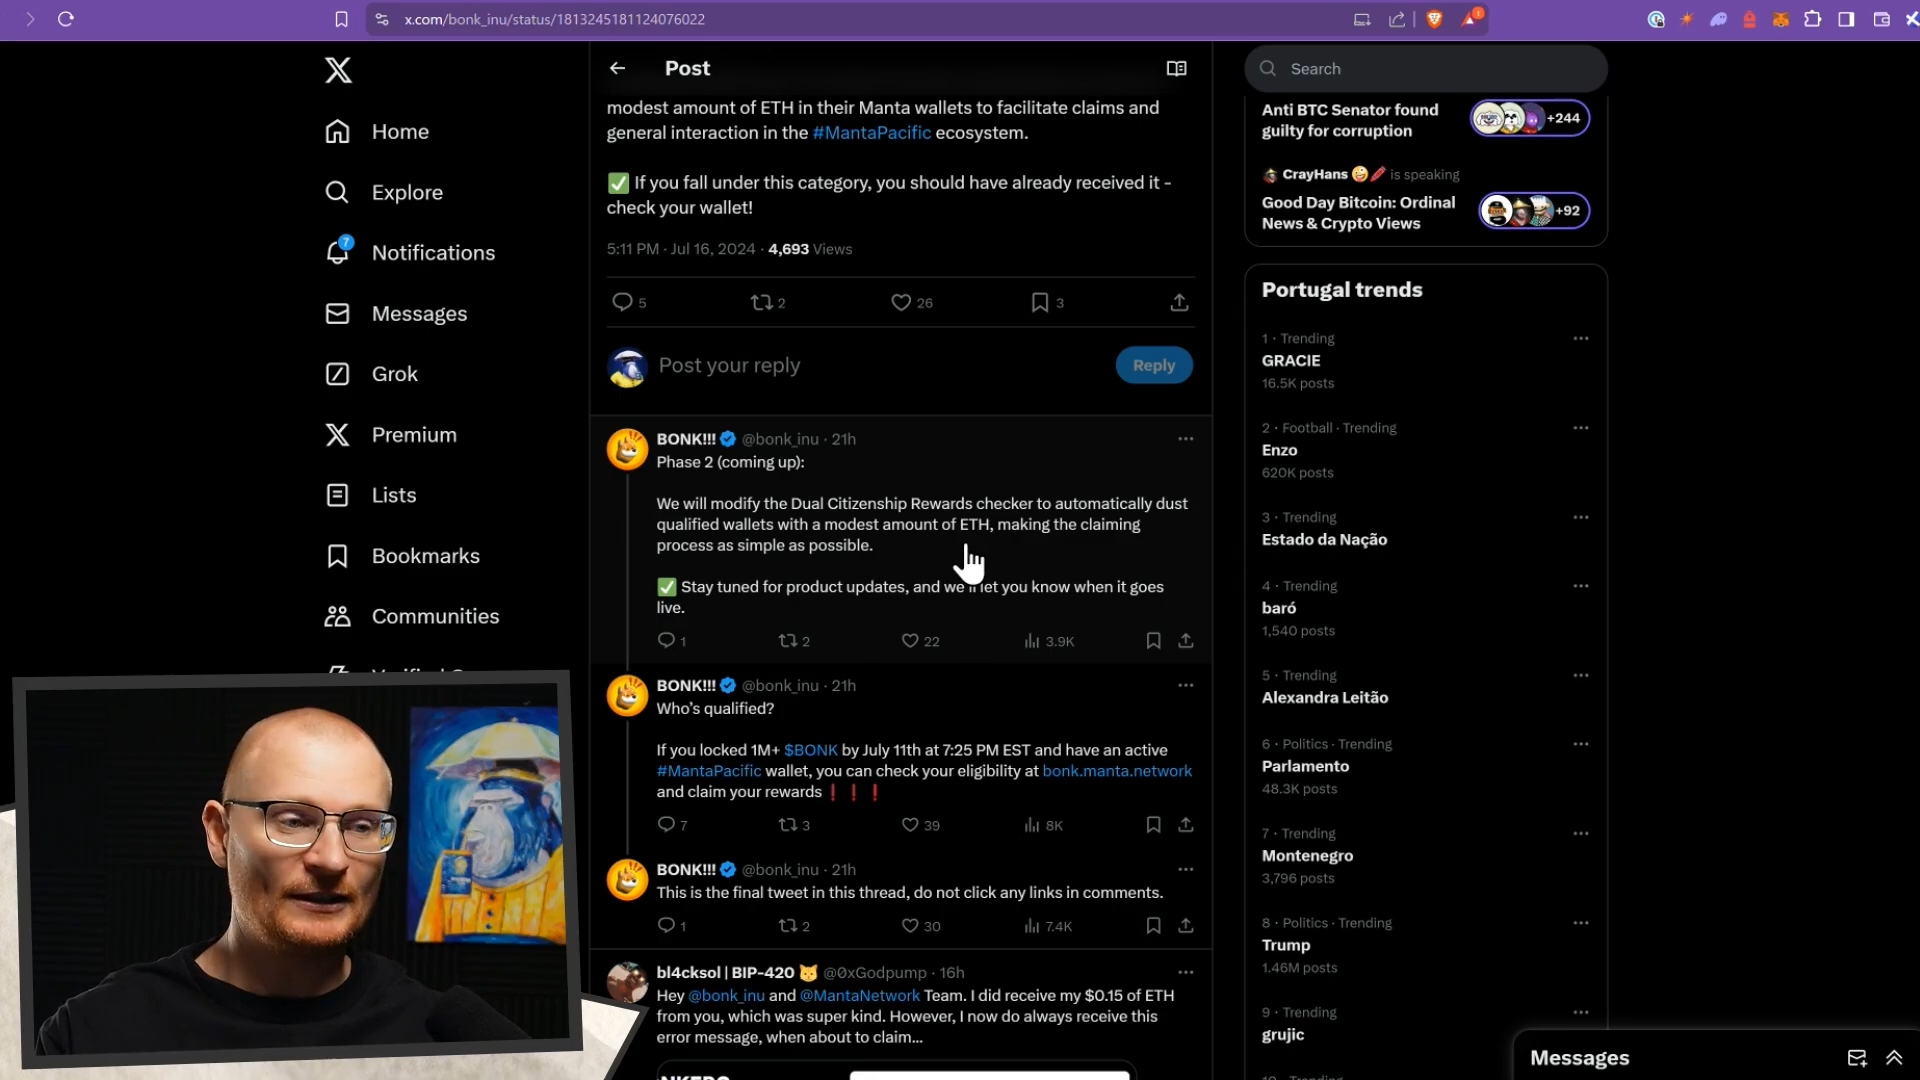 x.com/bonk_inu/status/1813245181124076022
1
Home
Explore
7
Notifications
Messages
Grok
Premium
Lists
Bookmarks
Communities
Post
modest amount of ETH in their Manta wallets to facilitate claims and
general interaction in the #MantaPacific ecosystem.
✅ If you fall under this category, you should have already received it -
check your wallet!
5:11 PM · Jul 16, 2024 · 4,693 Views
5 2 26 3
Post your reply
Reply
BONK!!! @bonk_inu · 21h
Phase 2 (coming up):
We will modify the Dual Citizenship Rewards checker to automatically dust
qualified wallets with a modest amount of ETH, making the claiming
process as simple as possible.
✅ Stay tuned for product updates, and we'll let you know when it goes
live.
1 2 22 3.9K
BONK!!! @bonk_inu · 21h
Who's qualified?
If you locked 1M+ $BONK by July 11th at 7:25 PM EST and have an active
#MantaPacific wallet, you can check your eligibility at bonk.manta.network
and claim your rewards❗❗❗
7 3 39 8K
BONK!!! @bonk_inu · 21h
This is the final tweet in this thread, do not click any links in comments.
1 2 30 7.4K
bl4cksol | BIP-420 😼 @0xGodpump · 16h
Hey @bonk_inu and @MantaNetwork Team. I did receive my $0.15 of ETH
from you, which was super kind. However, I now do always receive this
error message, when about to claim...
Search
Anti BTC Senator found
guilty for corruption
+244
CrayHans 🤪🧨 is speaking
Good Day Bitcoin: Ordinal
News & Crypto Views
+92
Portugal trends
1 · Trending
GRACIE
16.5K posts
2 · Football · Trending
Enzo
620K posts
3 · Trending
Estado da Nação
4 · Trending
baró
1,540 posts
5 · Trending
Alexandra Leitão
6 · Politics · Trending
Parlamento
48.3K posts
7 · Trending
Montenegro
3,796 posts
8 · Politics · Trending
Trump
1.46M posts
9 · Trending
grujic
Messages